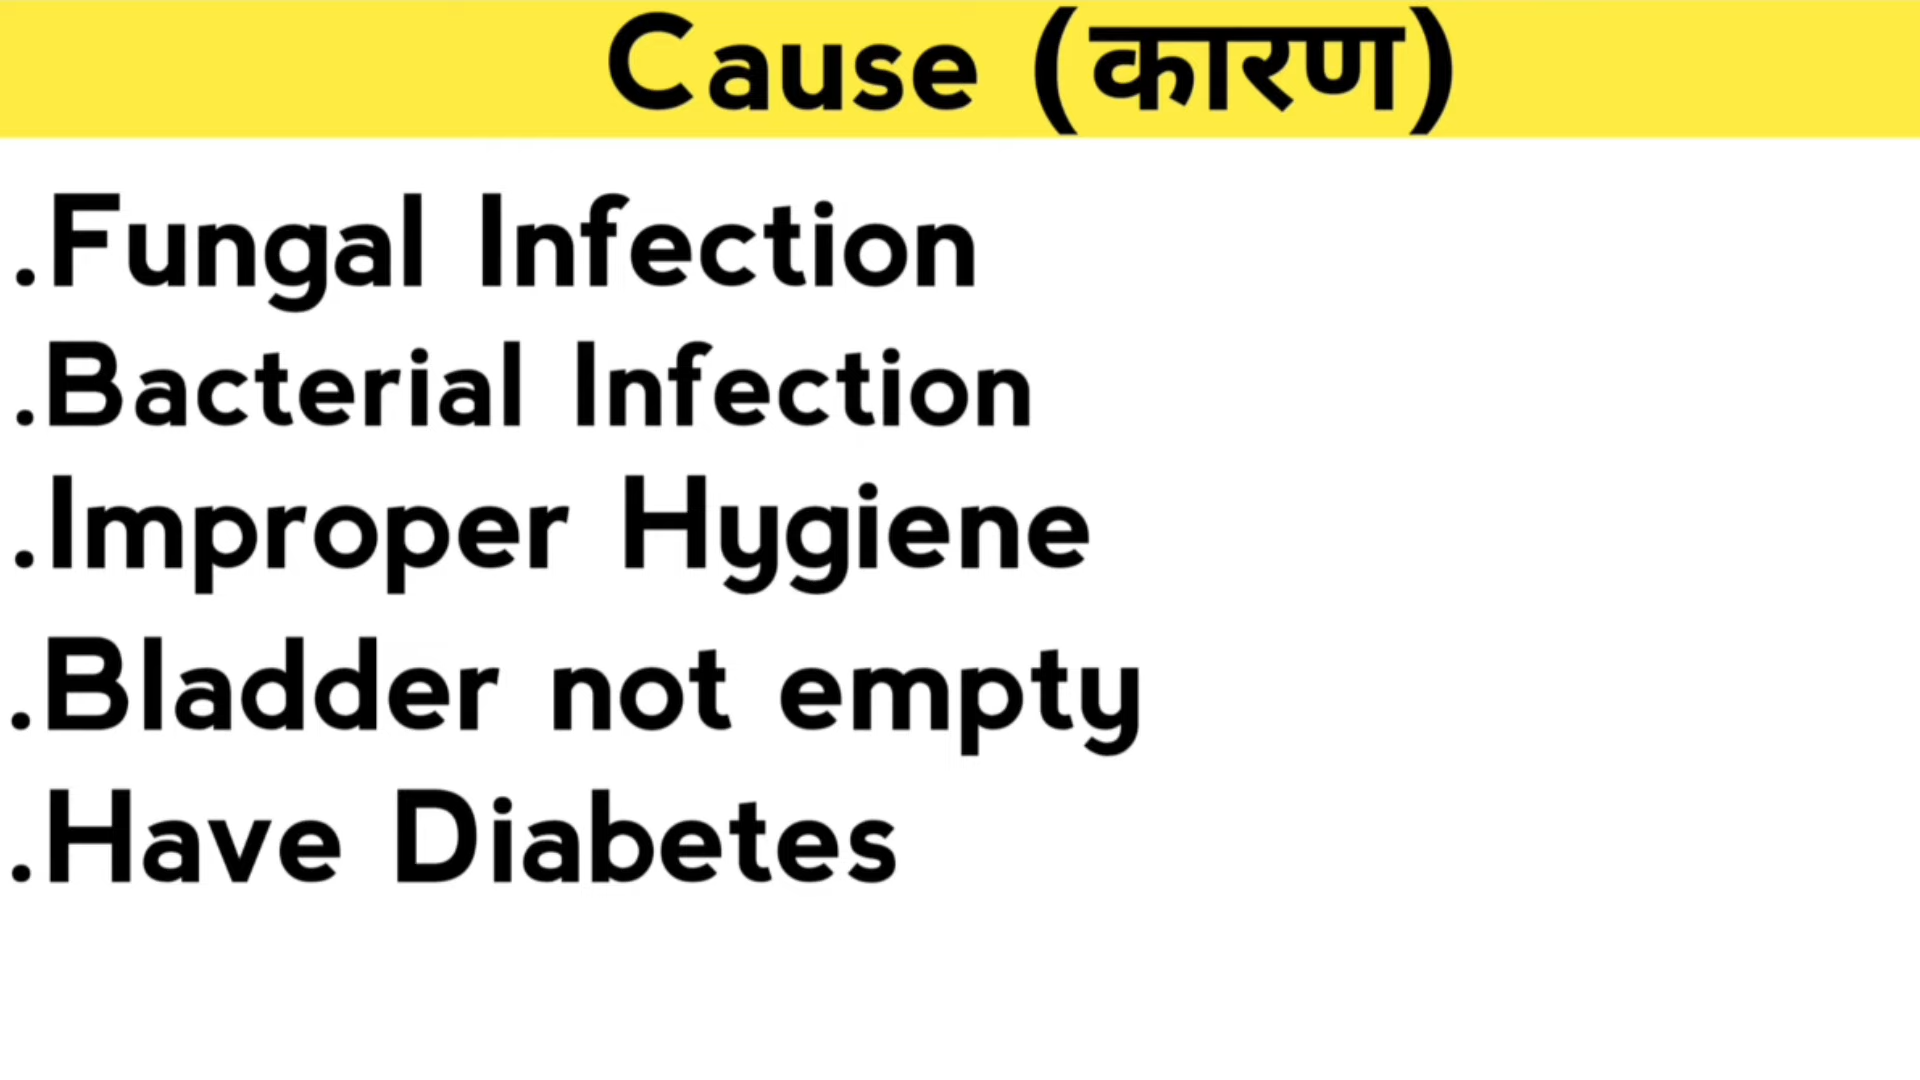 Cause (कारण)
.Fungal Infection
.Bacterial Infection
.Improper Hygiene
.Bladder not empty
.Have Diabetes